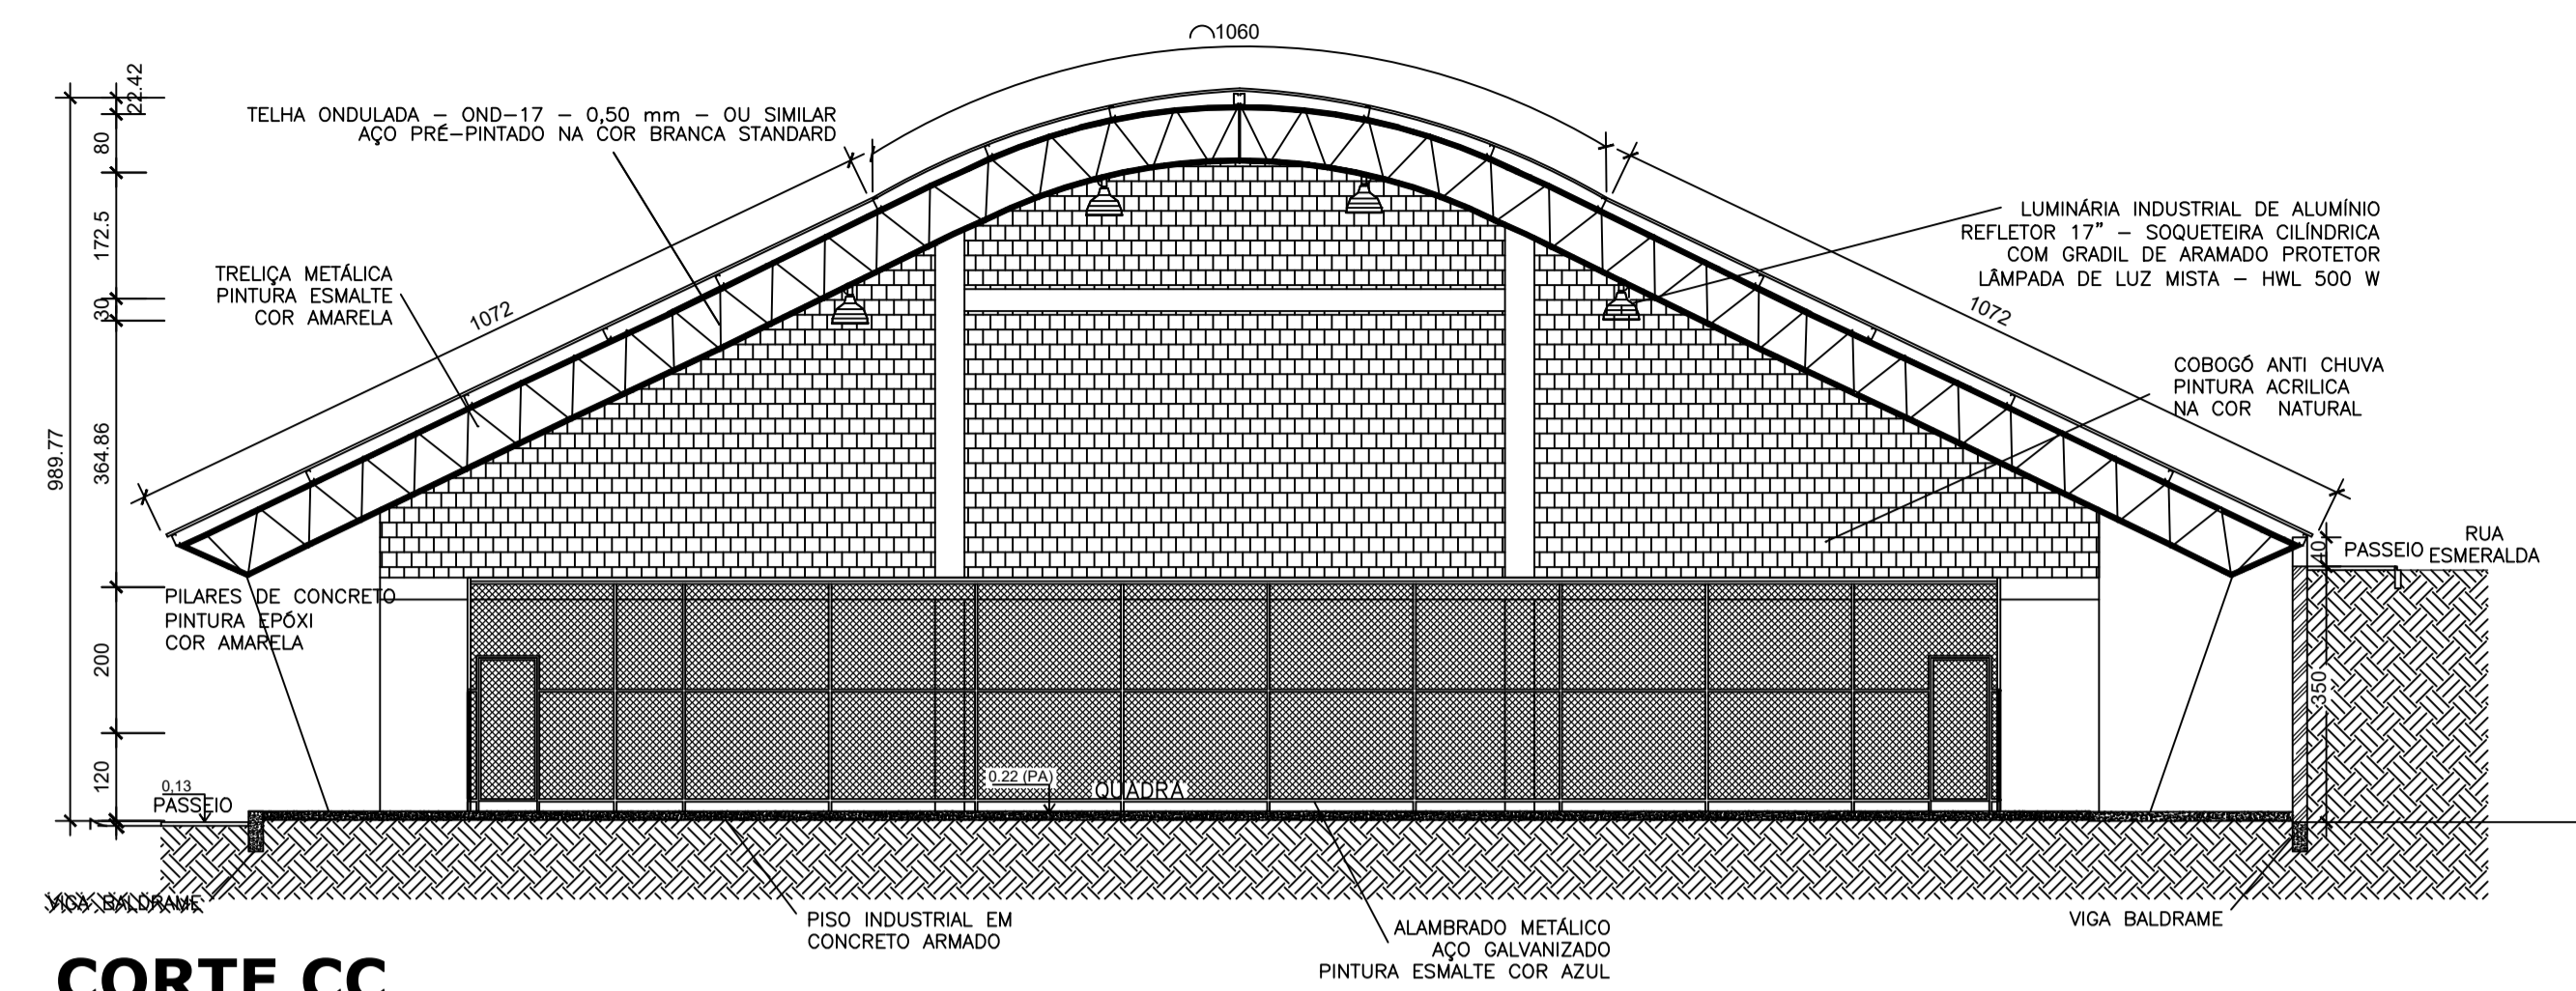 1060
22.42
TELHA ONDULADA – OND-17 – 0,50 mm – OU SIMILAR
AÇO PRÉ-PINTADO NA COR BRANCA STANDARD
80
172.5
30
364.86
989.77
200
120
TRELIÇA METÁLICA
PINTURA ESMALTE
COR AMARELA
1072
1072
LUMINÁRIA INDUSTRIAL DE ALUMÍNIO
REFLETOR 17” – SOQUETEIRA CILÍNDRICA
COM GRADIL DE ARAMADO PROTETOR
LÂMPADA DE LUZ MISTA – HWL 500 W
COBOGÓ ANTI CHUVA
PINTURA ACRILICA
NA COR NATURAL
RUA
PASSEIO ESMERALDA
40
350
PILARES DE CONCRETO
PINTURA EPÓXI
COR AMARELA
0,13
PASSEIO
0.22 (PA)
QUADRA
VIGA BALDRAME
PISO INDUSTRIAL EM
CONCRETO ARMADO
ALAMBRADO METÁLICO
AÇO GALVANIZADO
PINTURA ESMALTE COR AZUL
VIGA BALDRAME
CORTE CC